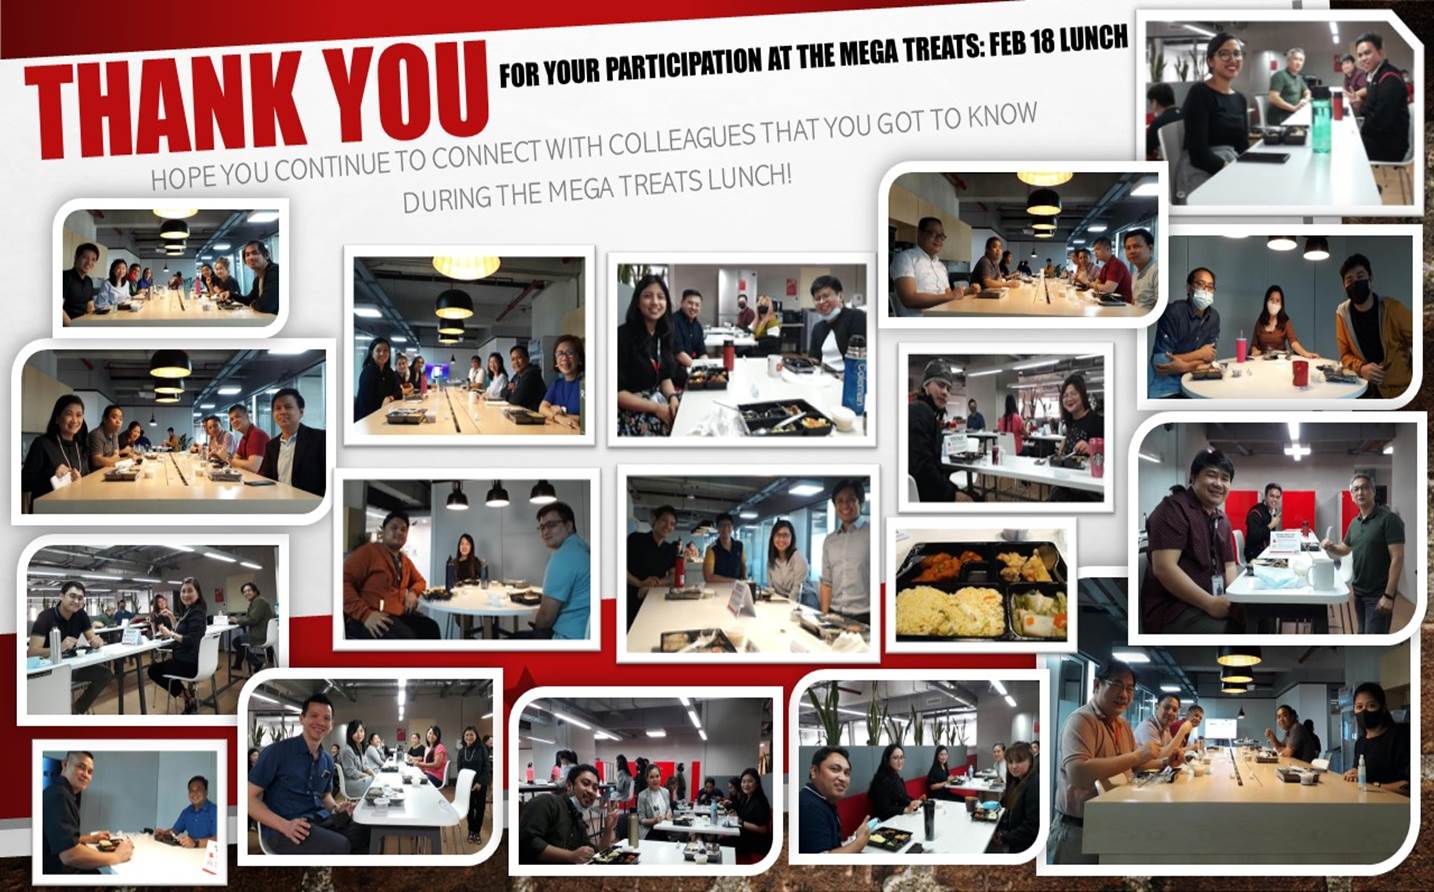 THANK YOU FOR YOUR PARTICIPATION AT THE MEGA TREATS: FEB 18 LUNCH
HOPE YOU CONTINUE TO CONNECT WITH COLLEAGUES THAT YOU GOT TO KNOW
DURING THE MEGA TREATS LUNCH!
Coleman